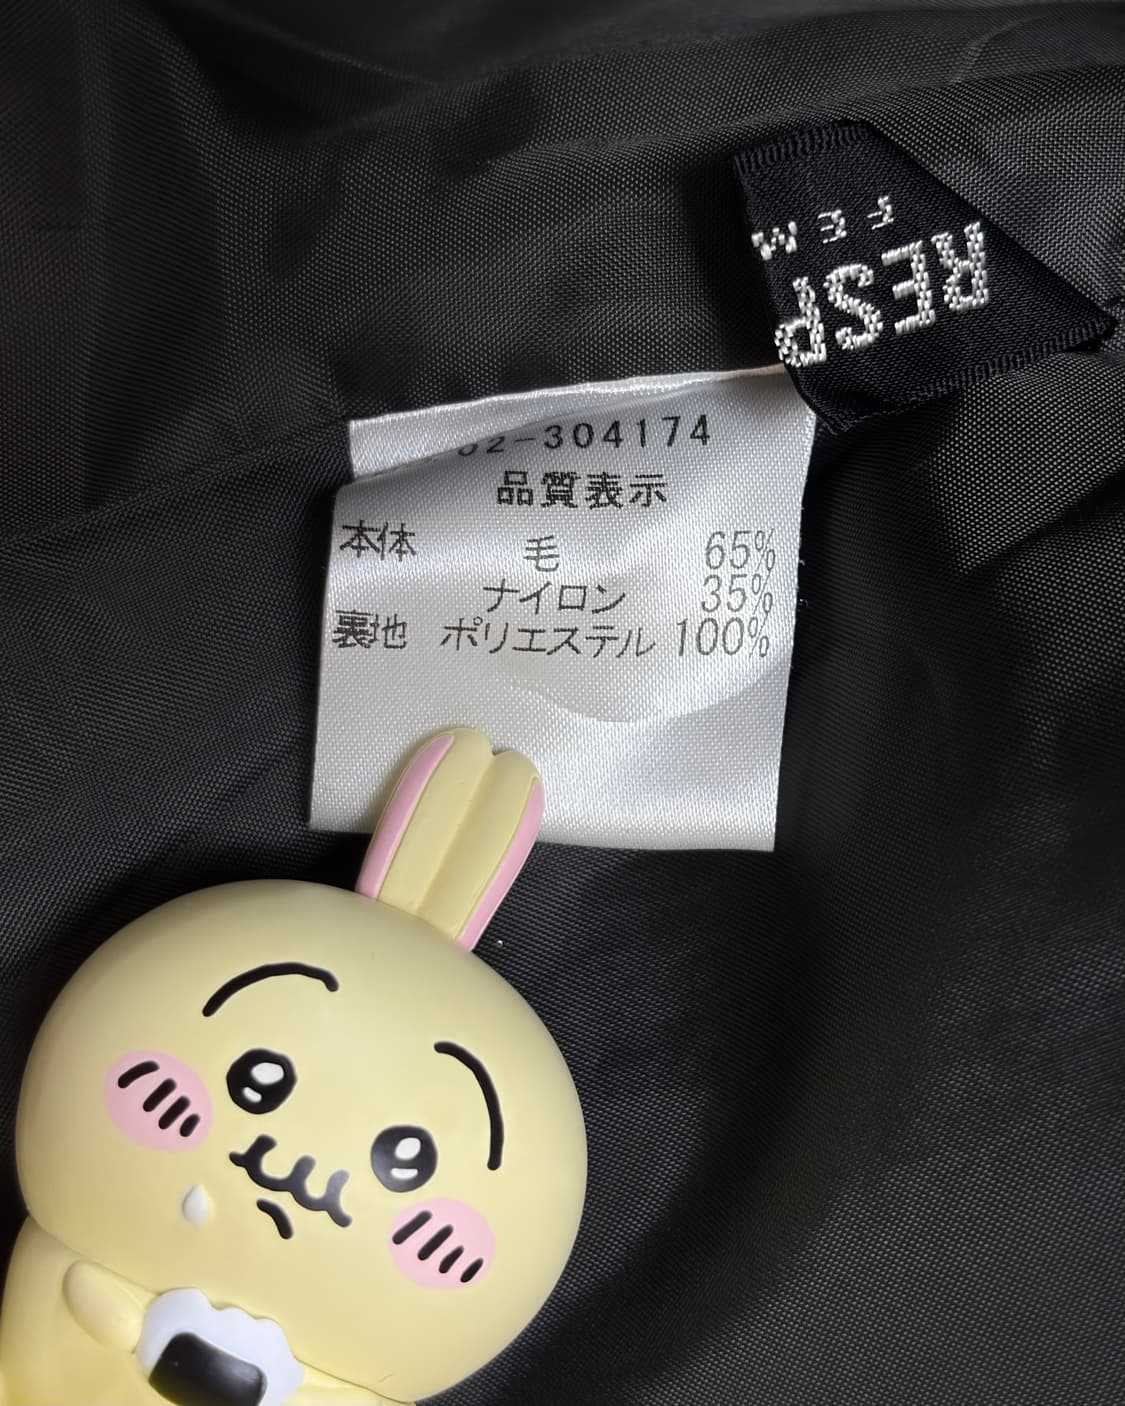 RESP
FEM
02-304174
品質表示
本体 毛 65%
ナイロン 35%
裏地 ポリエステル 100%